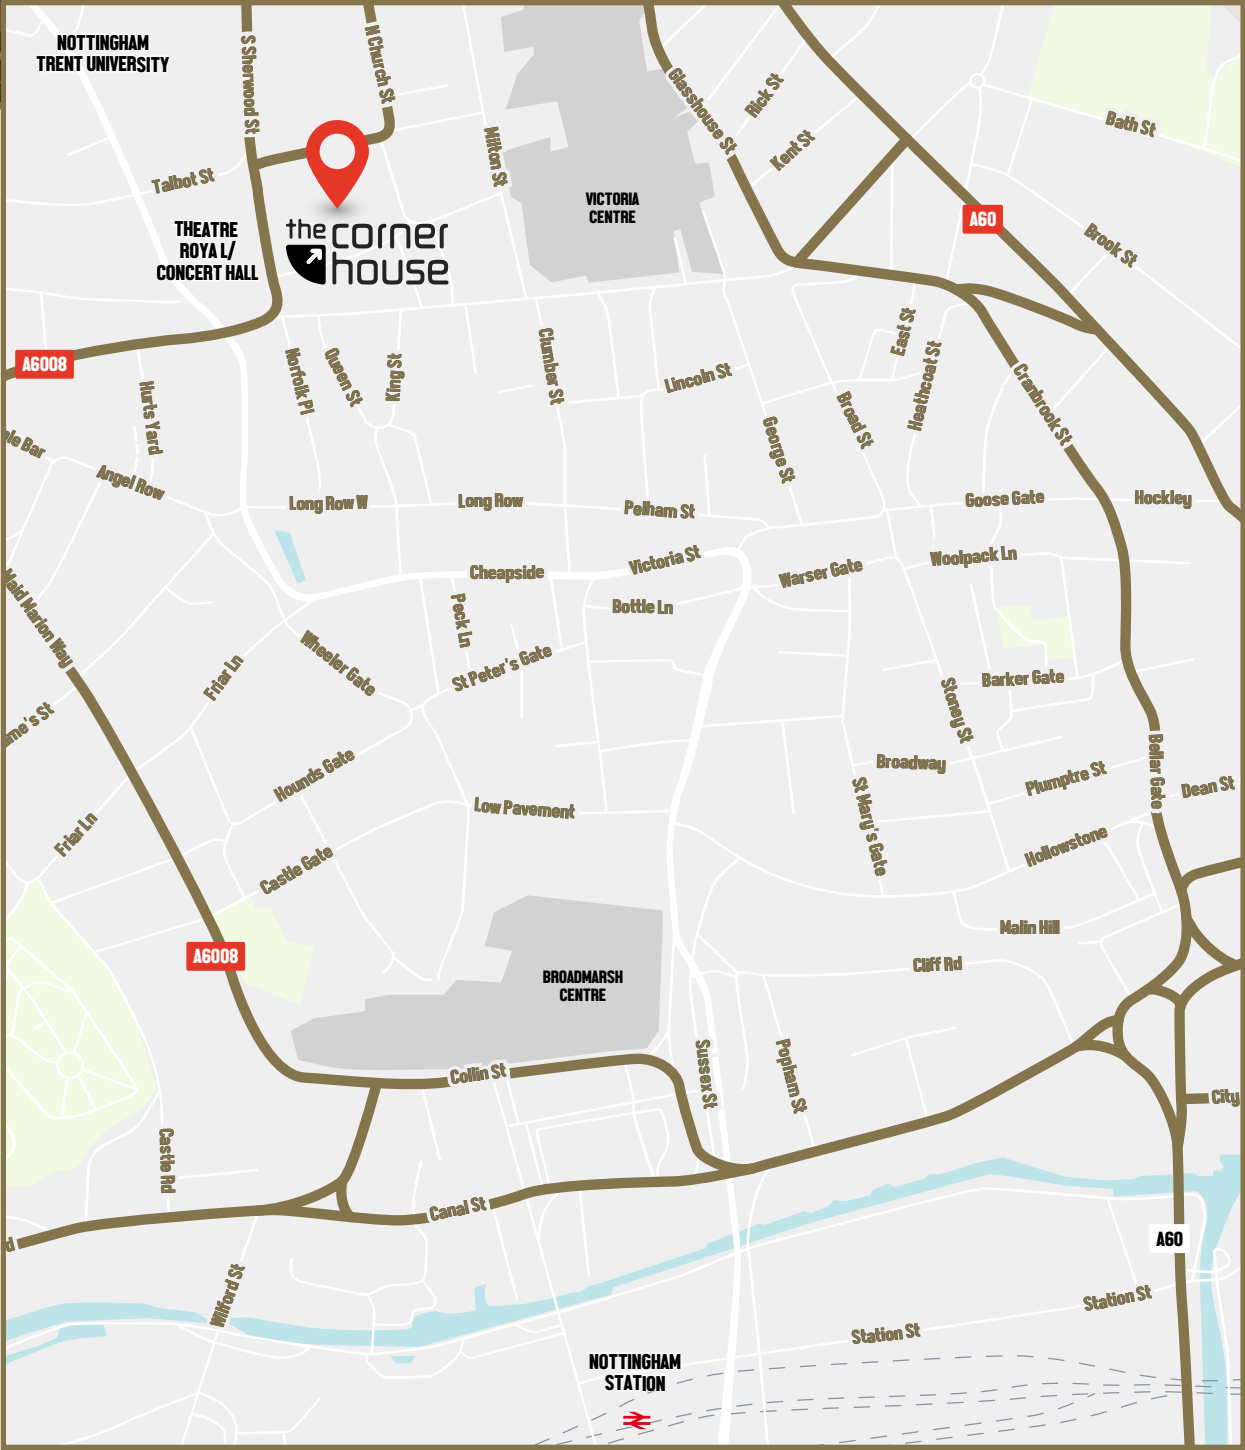 NOTTINGHAM
TRENT UNIVERSITY
S Sherwood St
N Church St
Glasshouse St
Rick St
Kent St
Bath St
Milton St
Talbot St
VICTORIA
CENTRE
A60
Brook St
THEATRE
ROYAL/
CONCERT HALL
the corner
house
A6008
Norfolk Pl
Queen St
King St
Clumber St
Lincoln St
East St
Heathcoat St
Cranbrook St
Hurts Yard
Broad St
George St
le Bar
Angel Row
Long Row W
Long Row
Pelham St
Goose Gate
Hockley
Cheapside
Victoria St
Warser Gate
Woolpack Ln
Bottle Ln
Maid Marion Way
Peck Ln
Wheeler Gate
St Peter's Gate
Friar Ln
Barker Gate
Stoney St
ame's St
Hounds Gate
Broadway
Plumptre St
Bellar Gate
Dean St
Low Pavement
St Mary's Gate
Friar Ln
Hollowstone
Castle Gate
Malin Hill
A6008
Cliff Rd
BROADMARSH
CENTRE
Collin St
Sussex St
Popham St
City
Castle Rd
Canal St
d
A60
Wilford St
Station St
Station St
NOTTINGHAM
STATION